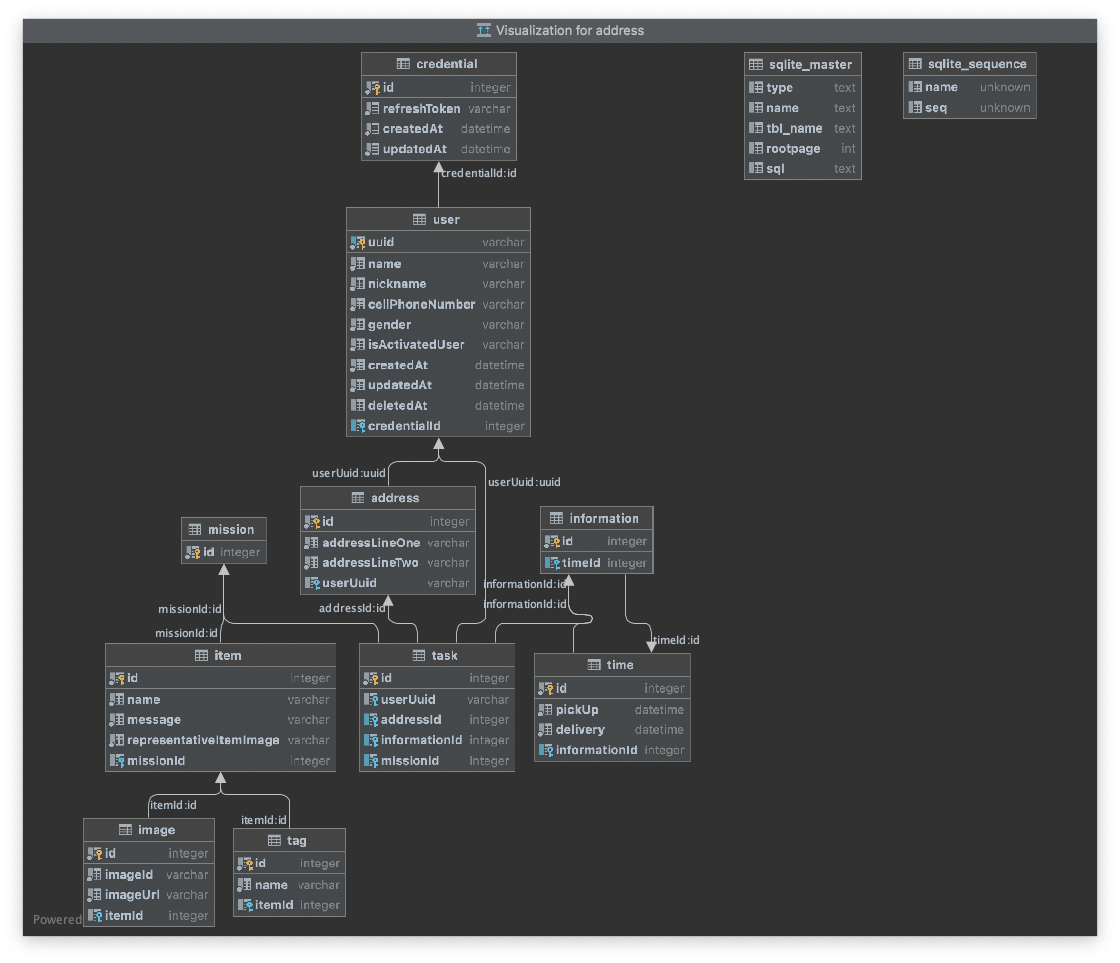 Visualization for address
credential
id integer
refreshToken varchar
createdAt datetime
updatedAt datetime
sqlite_master
type text
name text
tbl_name text
rootpage int
sql text
sqlite_sequence
name unknown
seq unknown
credentialId:id
user
uuid varchar
name varchar
nickname varchar
cellPhoneNumber varchar
gender varchar
isActivatedUser varchar
createdAt datetime
updatedAt datetime
deletedAt datetime
credentialId integer
userUuid:uuid
userUuid:uuid
address
id integer
addressLineOne varchar
addressLineTwo varchar
userUuid varchar
mission
id integer
information
id integer
timeId integer
informationId:id
informationId:id
missionId:id
addressId:id
missionId:id
timeId:id
item
id integer
name varchar
message varchar
representativeItemImage varchar
missionId integer
task
id integer
userUuid varchar
addressId integer
informationId integer
missionId integer
time
id integer
pickUp datetime
delivery datetime
informationId integer
itemId:id
itemId:id
image
id integer
imageId varchar
imageUrl varchar
itemId integer
tag
id integer
name varchar
itemId integer
Powered